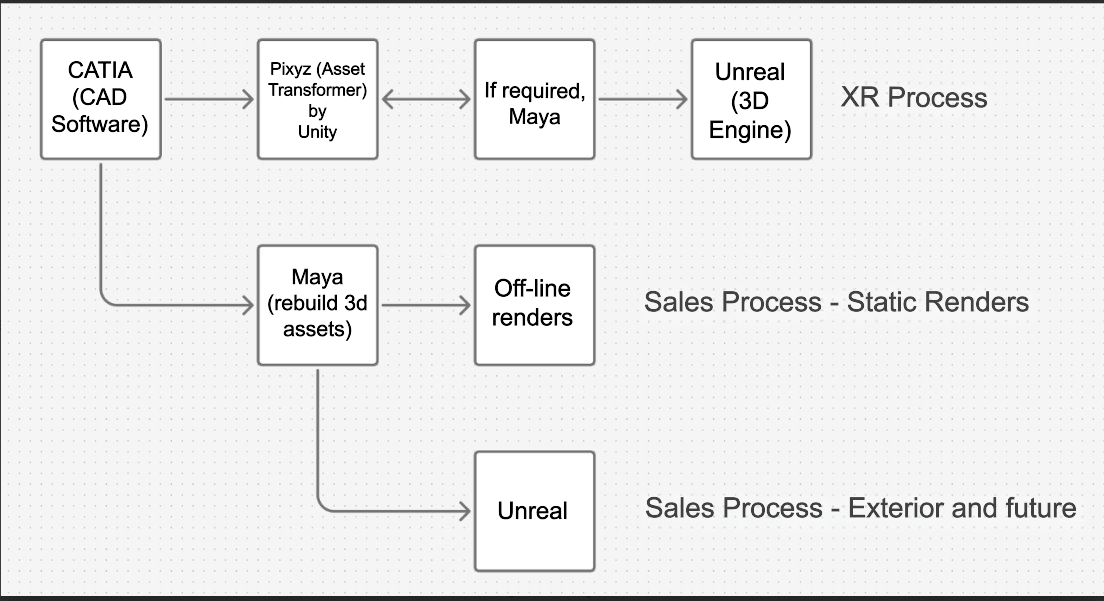 CATIA
(CAD
Software)
Pixyz (Asset
Transformer)
by
Unity
If required,
Maya
Unreal
(3D
Engine)
XR Process
Maya
(rebuild 3d
assets)
Off-line
renders
Sales Process - Static Renders
Unreal
Sales Process - Exterior and future